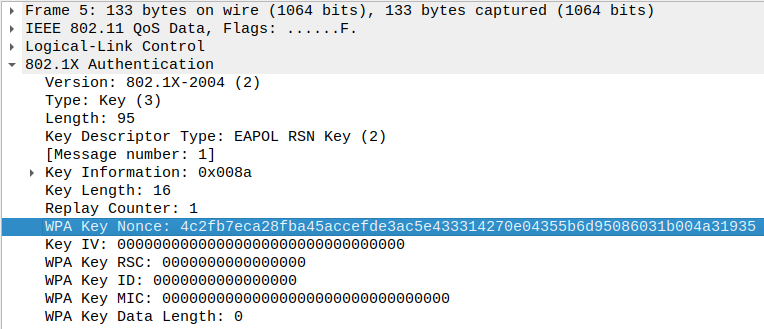 Frame 5: 133 bytes on wire (1064 bits), 133 bytes captured (1064 bits)
IEEE 802.11 QoS Data, Flags: ......F.
Logical-Link Control
802.1X Authentication
Version: 802.1X-2004 (2)
Type: Key (3)
Length: 95
Key Descriptor Type: EAPOL RSN Key (2)
[Message number: 1]
Key Information: 0x008a
Key Length: 16
Replay Counter: 1
WPA Key Nonce: 4c2fb7eca28fba45accefde3ac5e433314270e04355b6d95086031b004a31935
Key IV: 00000000000000000000000000000000
WPA Key RSC: 0000000000000000
WPA Key ID: 0000000000000000
WPA Key MIC: 00000000000000000000000000000000
WPA Key Data Length: 0